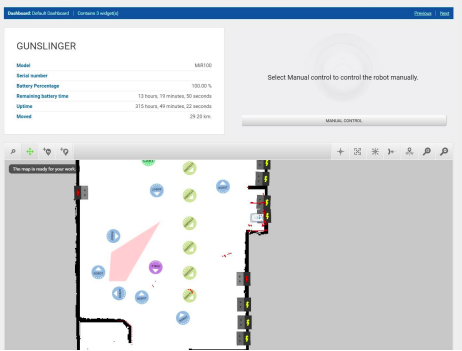 Dashboard: Default Dashboard | Contains 3 widget(s)
Previous | Next
GUNSLINGER
Model MIR100
Serial number
Battery Percentage 100.00 %
Remaining battery time 13 hours, 19 minutes, 50 seconds
Uptime 215 hours, 49 minutes, 22 seconds
Moved 29.20 km.
Select Manual control to control the robot manually.
MANUAL CONTROL
The map is ready for your work.